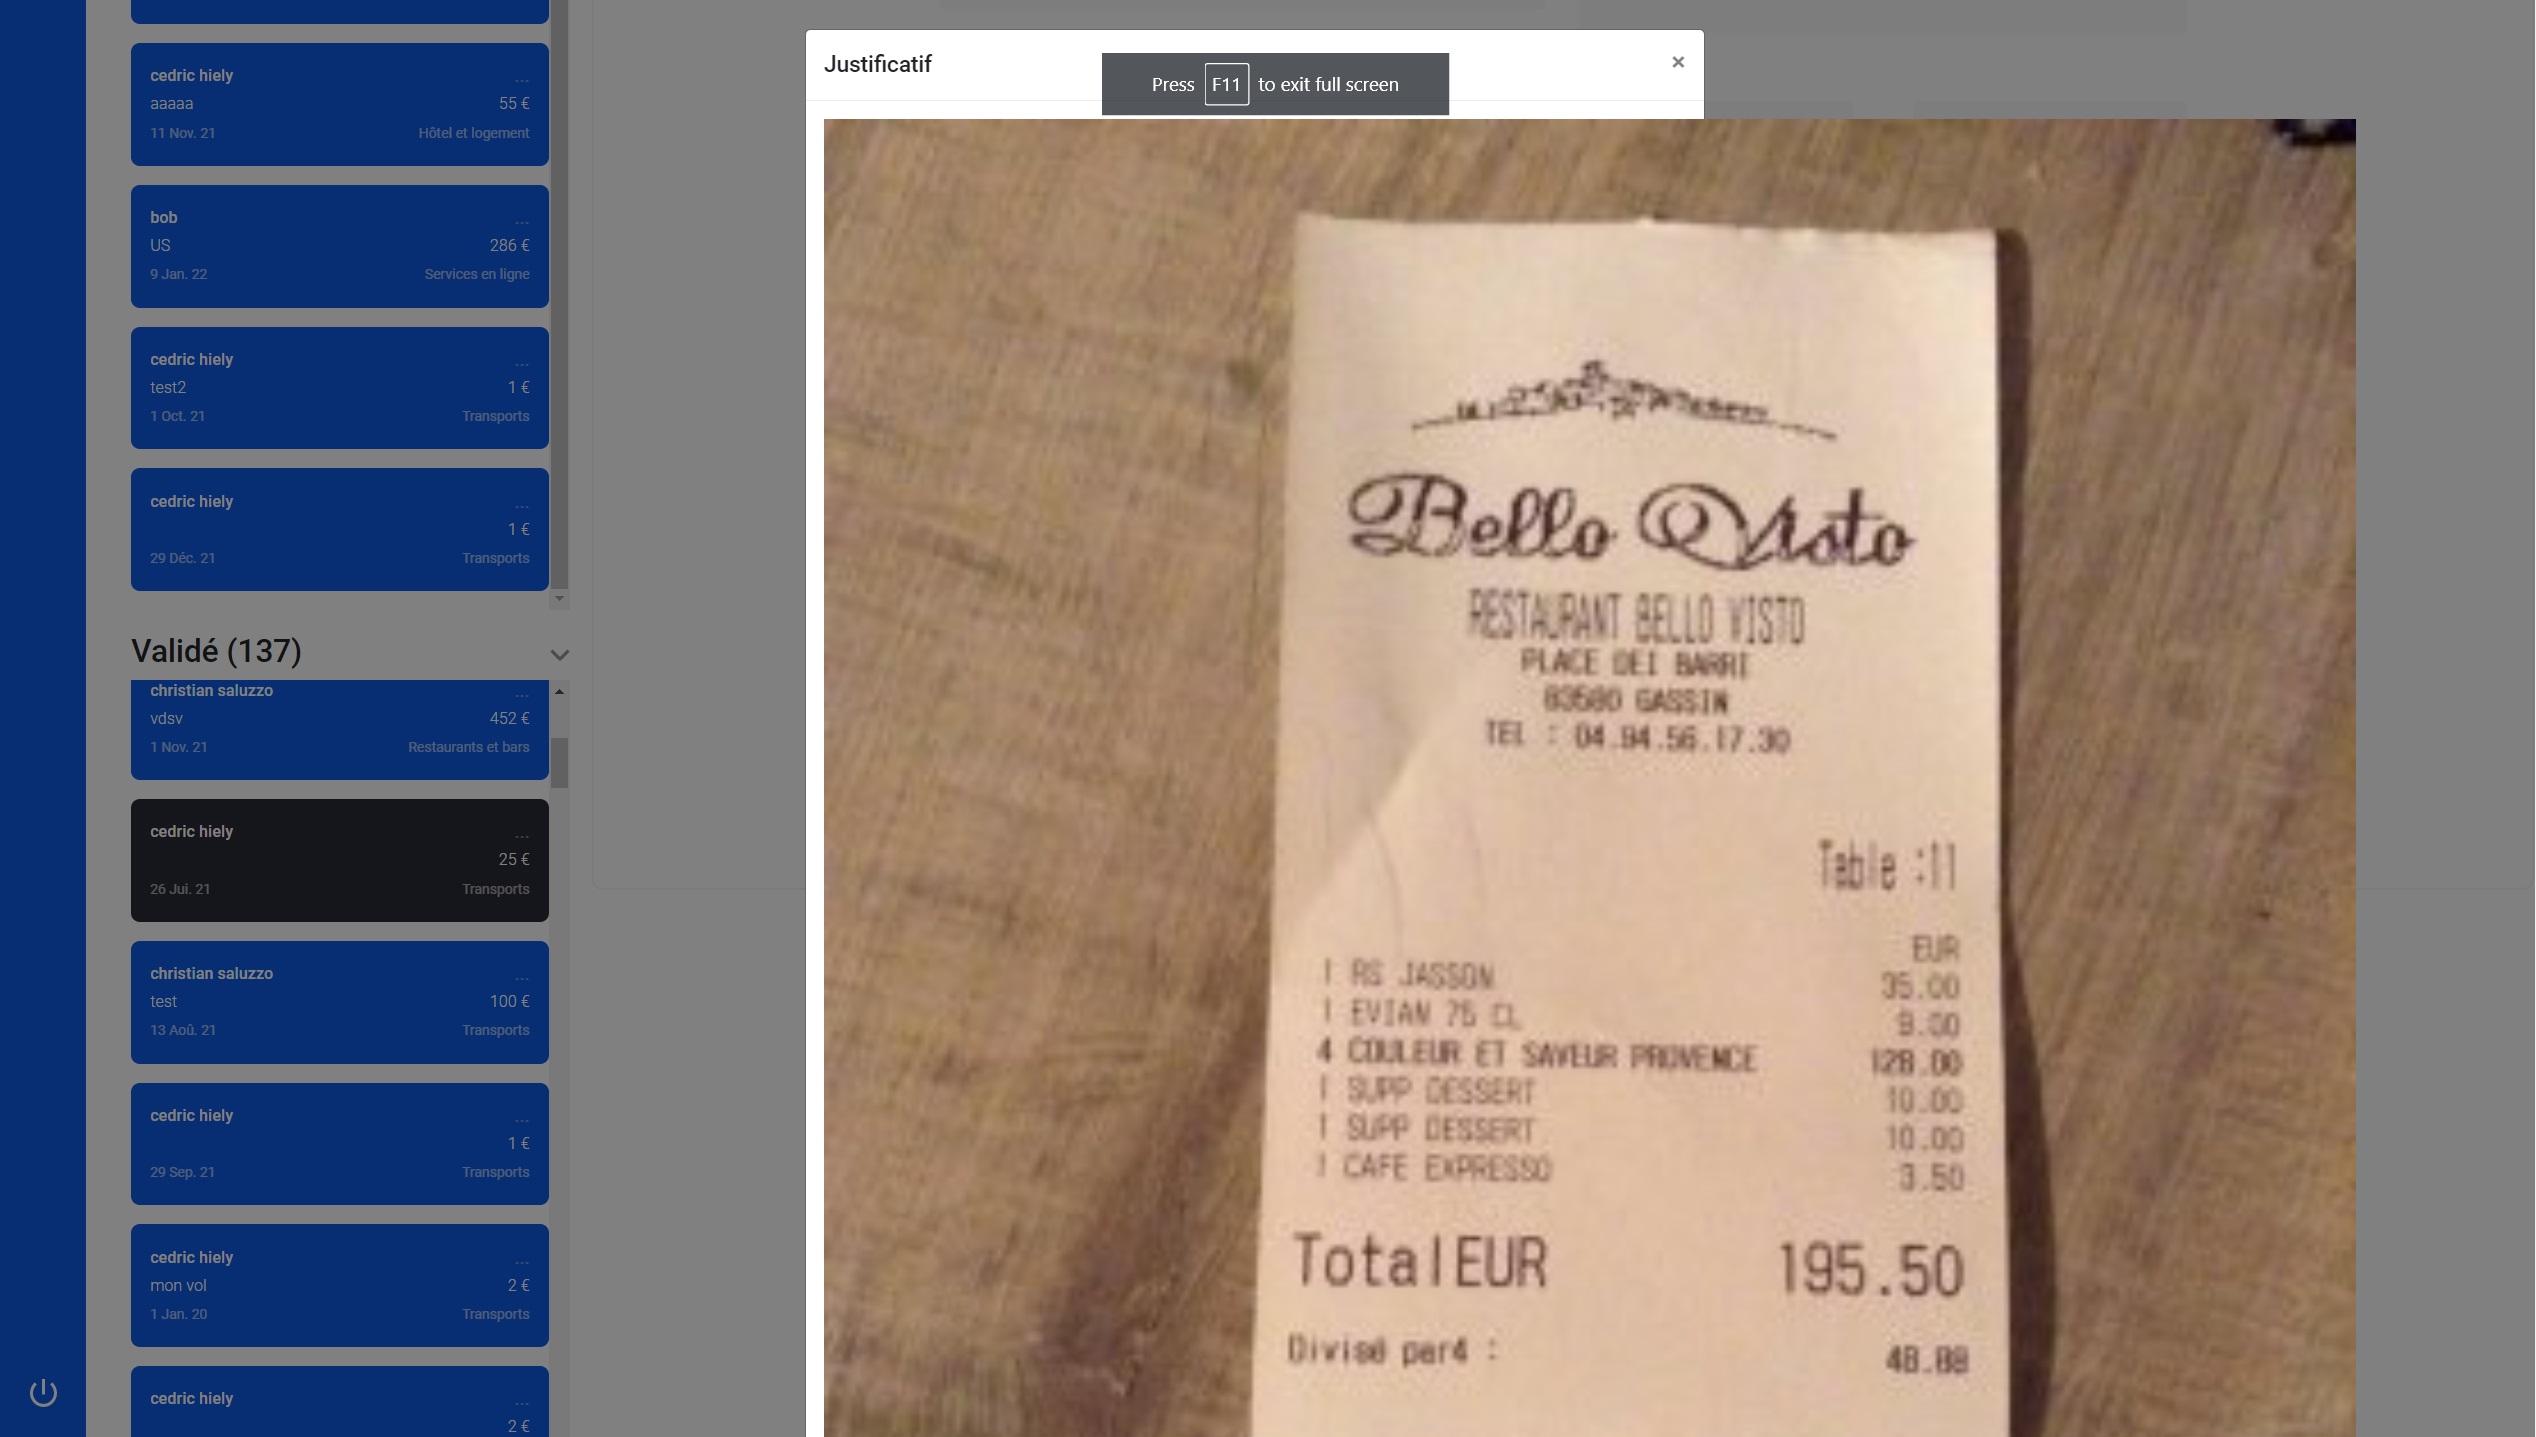 cedric hiely ...
aaaaa 55 €
11 Nov. 21 Hôtel et logement
bob ...
US 286 €
9 Jan. 22 Services en ligne
cedric hiely ...
test2 1 €
1 Oct. 21 Transports
cedric hiely ...
1 €
29 Déc. 21 Transports
Validé (137)
christian saluzzo ...
vdsv 452 €
1 Nov. 21 Restaurants et bars
cedric hiely ...
25 €
26 Jui. 21 Transports
christian saluzzo ...
test 100 €
13 Aoû. 21 Transports
cedric hiely ...
1 €
29 Sep. 21 Transports
cedric hiely ...
mon vol 2 €
1 Jan. 20 Transports
cedric hiely ...
2 €
Justificatif ×
Press F11 to exit full screen
Bello Visto
RESTAURANT BELLO VISTO
PLACE DEI BARRI
83580 GASSIN
TEL : 04.94.56.17.30
Table :11
EUR
1 RS JASSON 35.00
1 EVIAN 75 CL 9.00
4 COULEUR ET SAVEUR PROVENCE 128.00
1 SUPP DESSERT 10.00
1 SUPP DESSERT 10.00
1 CAFE EXPRESSO 3.50
Total EUR 195.50
Divisé par4 : 48.88